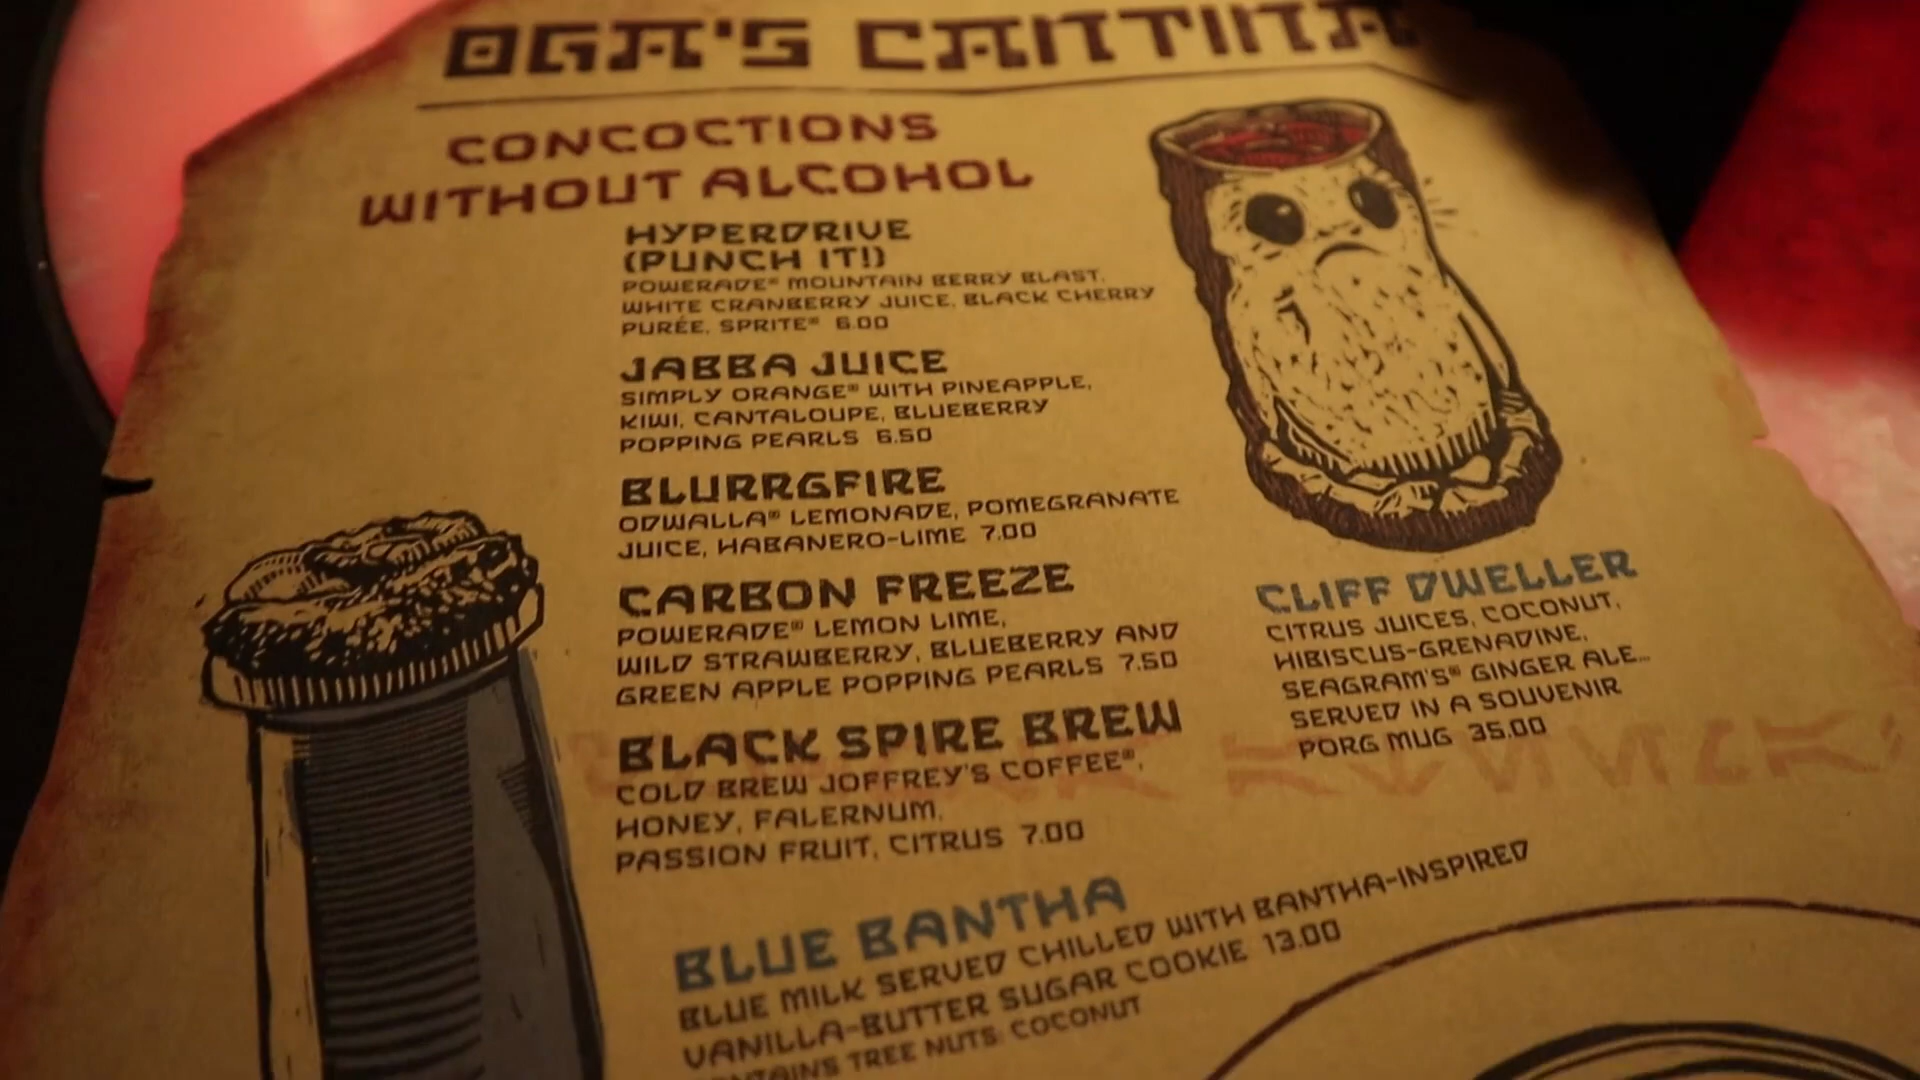 OGA'S CANTINA
CONCOCTIONS
WITHOUT ALCOHOL
HYPERDRIVE
(PUNCH IT!)
POWERADE® MOUNTAIN BERRY BLAST,
WHITE CRANBERRY JUICE, BLACK CHERRY
PURÉE, SPRITE® 6.00
JABBA JUICE
SIMPLY ORANGE® WITH PINEAPPLE,
KIWI, CANTALOUPE, BLUEBERRY
POPPING PEARLS 6.50
BLURRGFIRE
ODWALLA® LEMONADE, POMEGRANATE
JUICE, HABANERO-LIME 7.00
CARBON FREEZE
POWERADE® LEMON LIME,
WILD STRAWBERRY, BLUEBERRY AND
GREEN APPLE POPPING PEARLS 7.50
BLACK SPIRE BREW
COLD BREW JOFFREY'S COFFEE®,
HONEY, FALERNUM,
PASSION FRUIT, CITRUS 7.00
CLIFF DWELLER
CITRUS JUICES, COCONUT,
HIBISCUS-GRENADINE,
SEAGRAM'S® GINGER ALE...
SERVED IN A SOUVENIR
PORG MUG 35.00
BLUE BANTHA
BLUE MILK SERVED CHILLED WITH BANTHA-INSPIRED
VANILLA-BUTTER SUGAR COOKIE 13.00
TREE NUTS: COCONUT